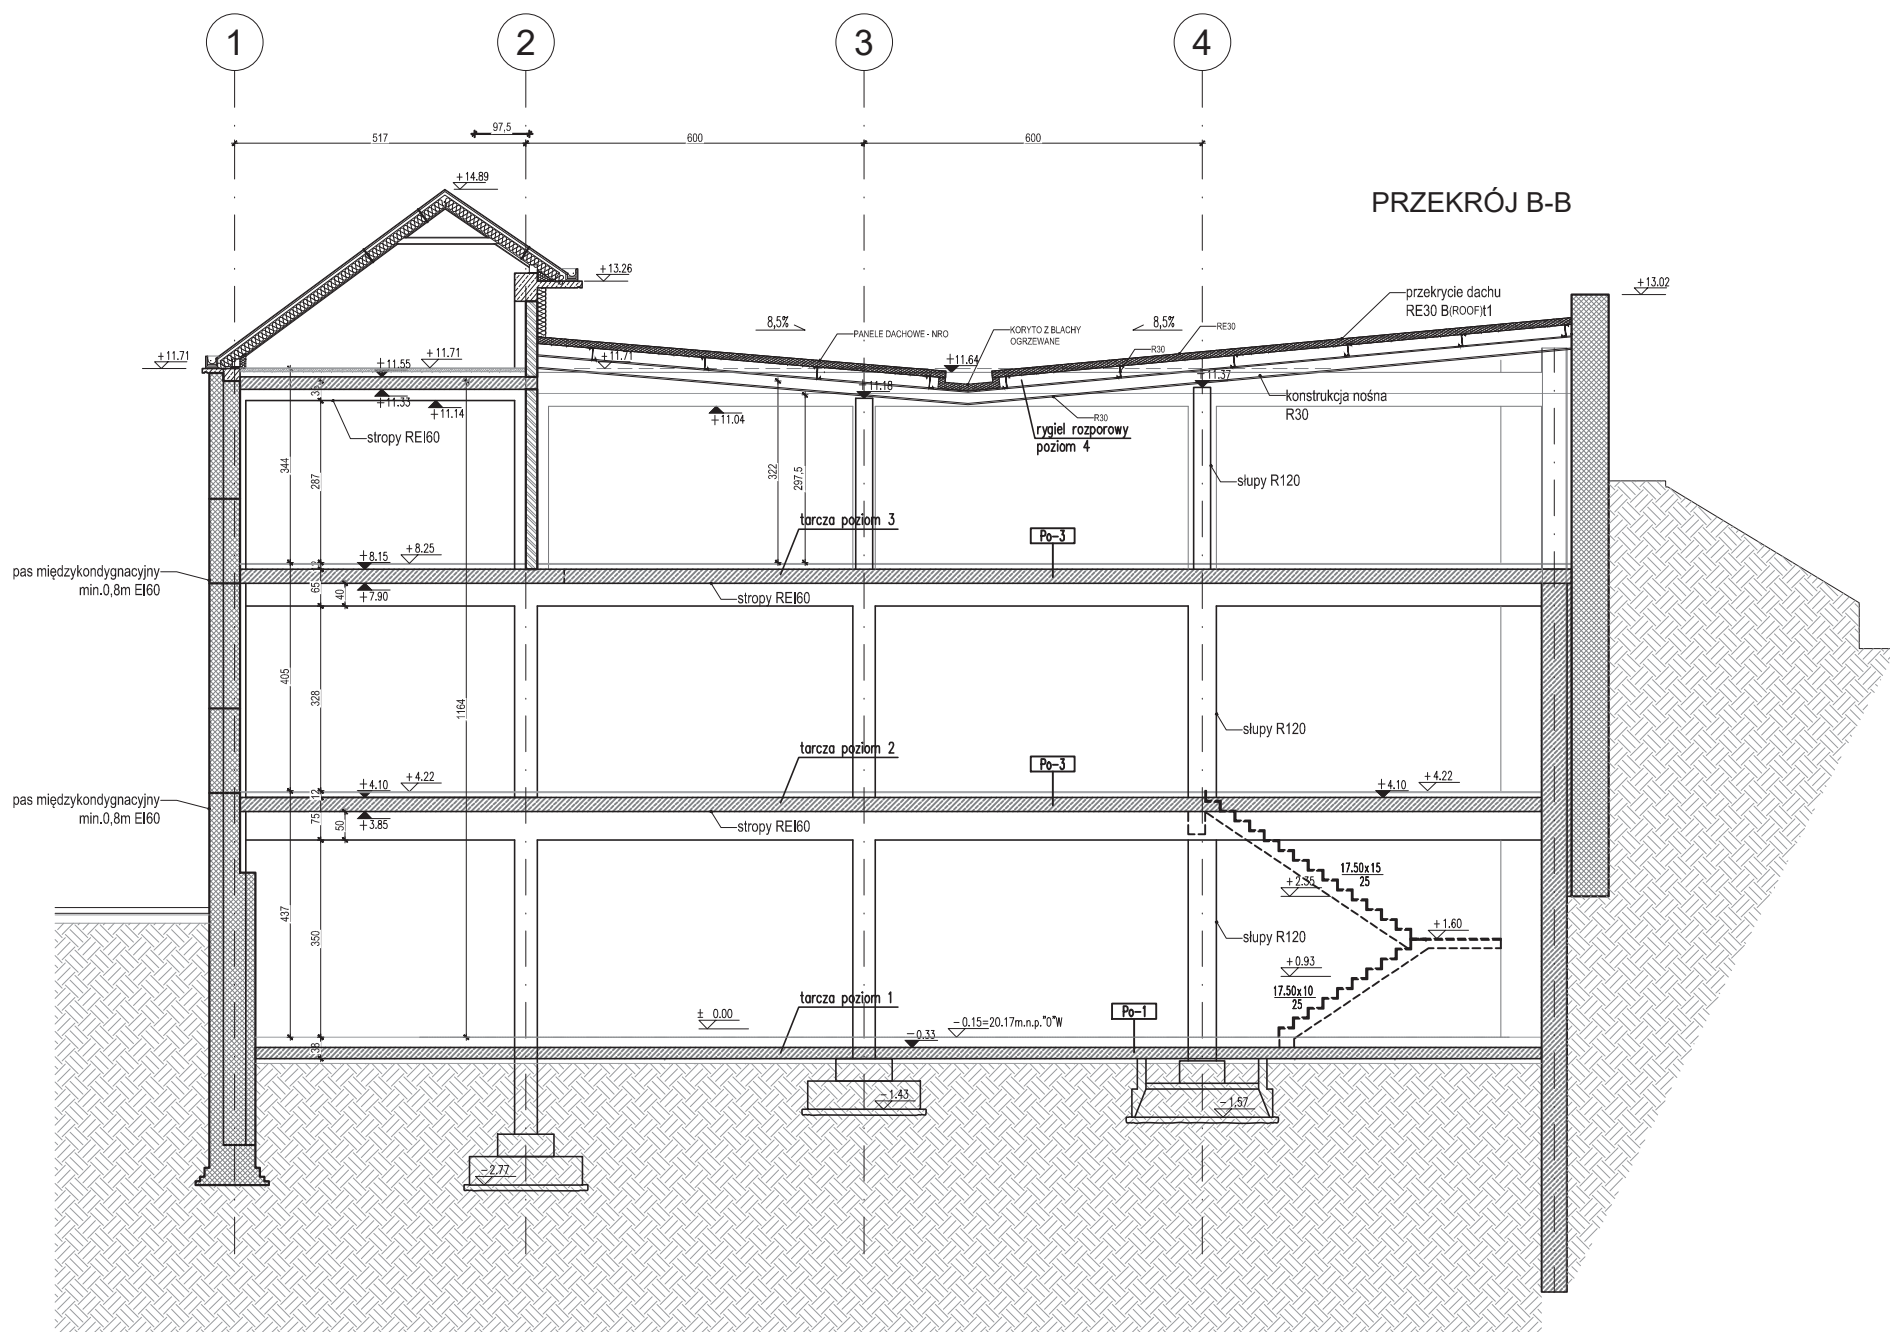 1
2
3
4
97,5
517
600
600
+14.89
PRZEKRÓJ B-B
+13.26
+13.02
przekrycie dachu
RE30 B(ROOF)t1
8,5%
8,5%
PANELE DACHOWE - NRO
KORYTO Z BLACHY
OGRZEWANE
RE30
R30
+11.71
+11.55
+11.71
+11.71
+11.64
+11.18
+11.37
+11.33
+11.14
+11.04
konstrukcja nośna
R30
R30
rygiel rozporowy
poziom 4
stropy REI60
344
287
322
297,5
słupy R120
tarcza poziom 3
Po-3
+8.15
+8.25
pas międzykondygnacyjny
min.0,8m EI60
65
40
+7.90
stropy REI60
405
328
1164
słupy R120
tarcza poziom 2
Po-3
+4.10
+4.22
+4.10
+4.22
pas międzykondygnacyjny
min.0,8m EI60
12
75
50
+3.85
stropy REI60
17.50x15
25
+2.35
437
350
słupy R120
+1.60
+0.93
17.50x10
25
tarcza poziom 1
± 0.00
-0.15=20.17m.n.p."0"W
Po-1
-0.33
38
-1.43
-1.57
-2.77